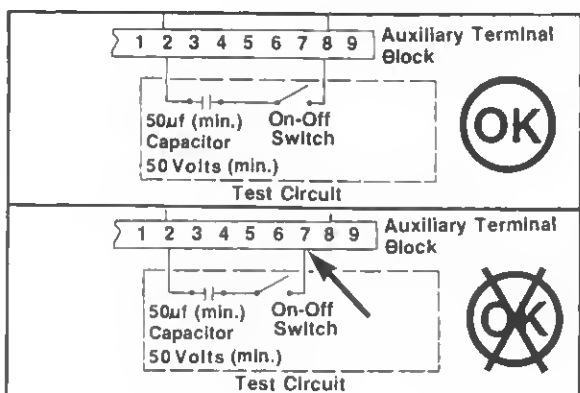 1 2 3 4 5 6 7 8 9
Auxiliary Terminal
Block
50µf (min.)
Capacitor
50 Volts (min.)
On-Off
Switch
Test Circuit
OK
1 2 3 4 5 6 7 8 9
Auxiliary Terminal
Block
50µf (min.)
Capacitor
50 Volts (min.)
On-Off
Switch
Test Circuit
OK